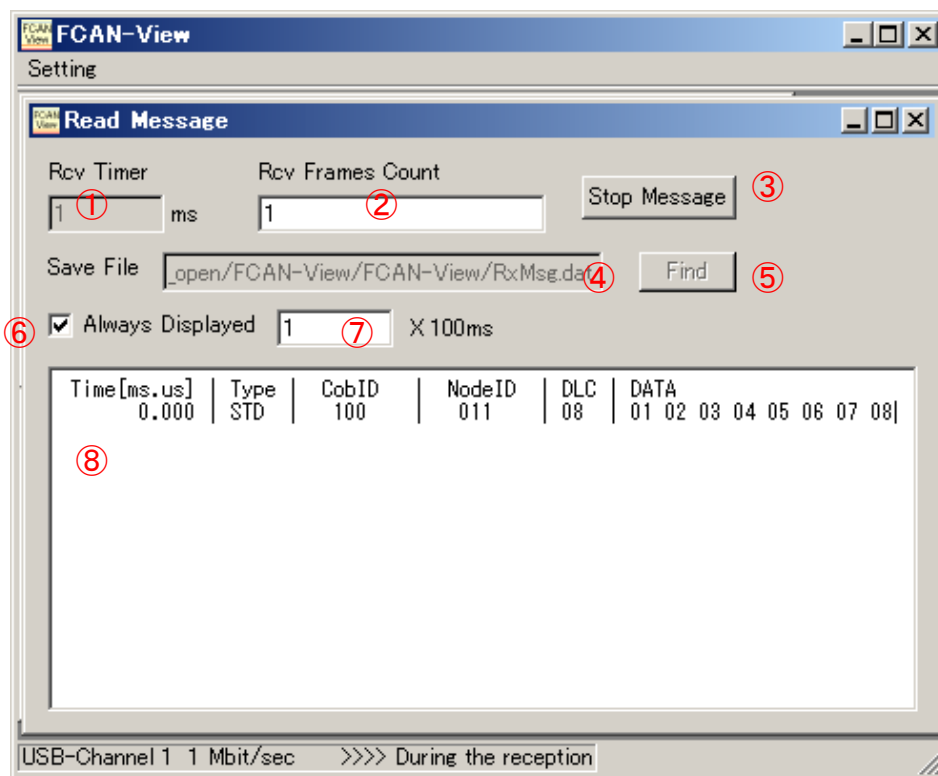 FCAN-View
Setting
Read Message
Rcv Timer Rcv Frames Count
1 ① ms 1 ② Stop Message ③
Save File _open/FCAN-View/FCAN-View/RxMsg.dat ④ Find ⑤
⑥ Always Displayed 1 ⑦ X 100ms
Time[ms.us] | Type | CobID | NodeID | DLC | DATA
0.000 | STD | 100 | 011 | 08 | 01 02 03 04 05 06 07 08
⑧
USB-Channel 1 1 Mbit/sec >>>> During the reception